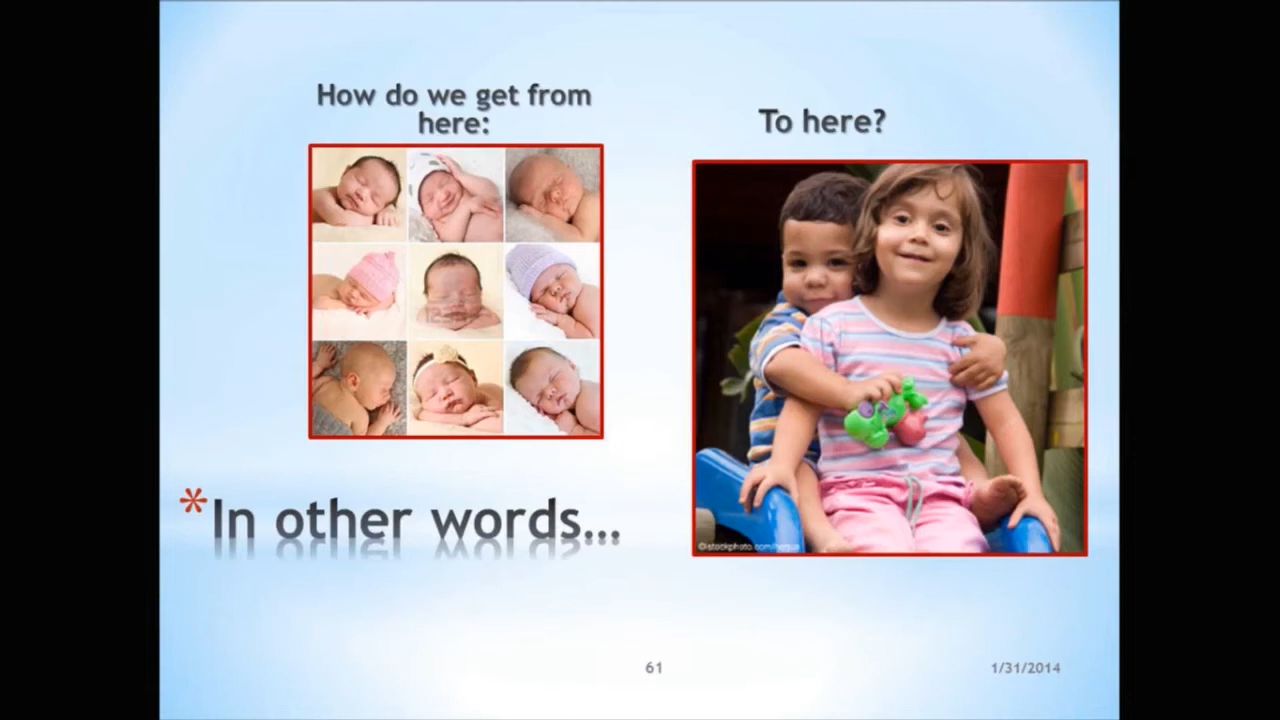 How do we get from
here:
To here?
*In other words...
61
1/31/2014